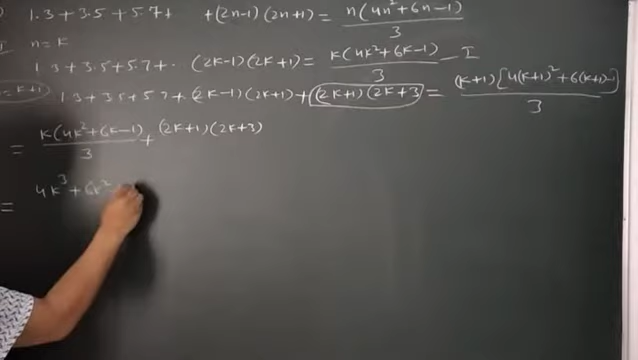 1.3+3.5+5.7+ +(2n-1)(2n+1) = n(4n²+6n-1)/3
I n=K
1.3+3.5+5.7+. (2K-1)(2K+1) = K(4K²+6K-1)/3 - I
=K+1 1.3+3.5+5.7+(2K-1)(2K+1)+(2K+1)(2K+3 = (K+1)[4(K+1)²+6(K+1)-1]/3
= K(4K²+6K-1)/3 + (2K+1)(2K+3)
= 4K³+6K²